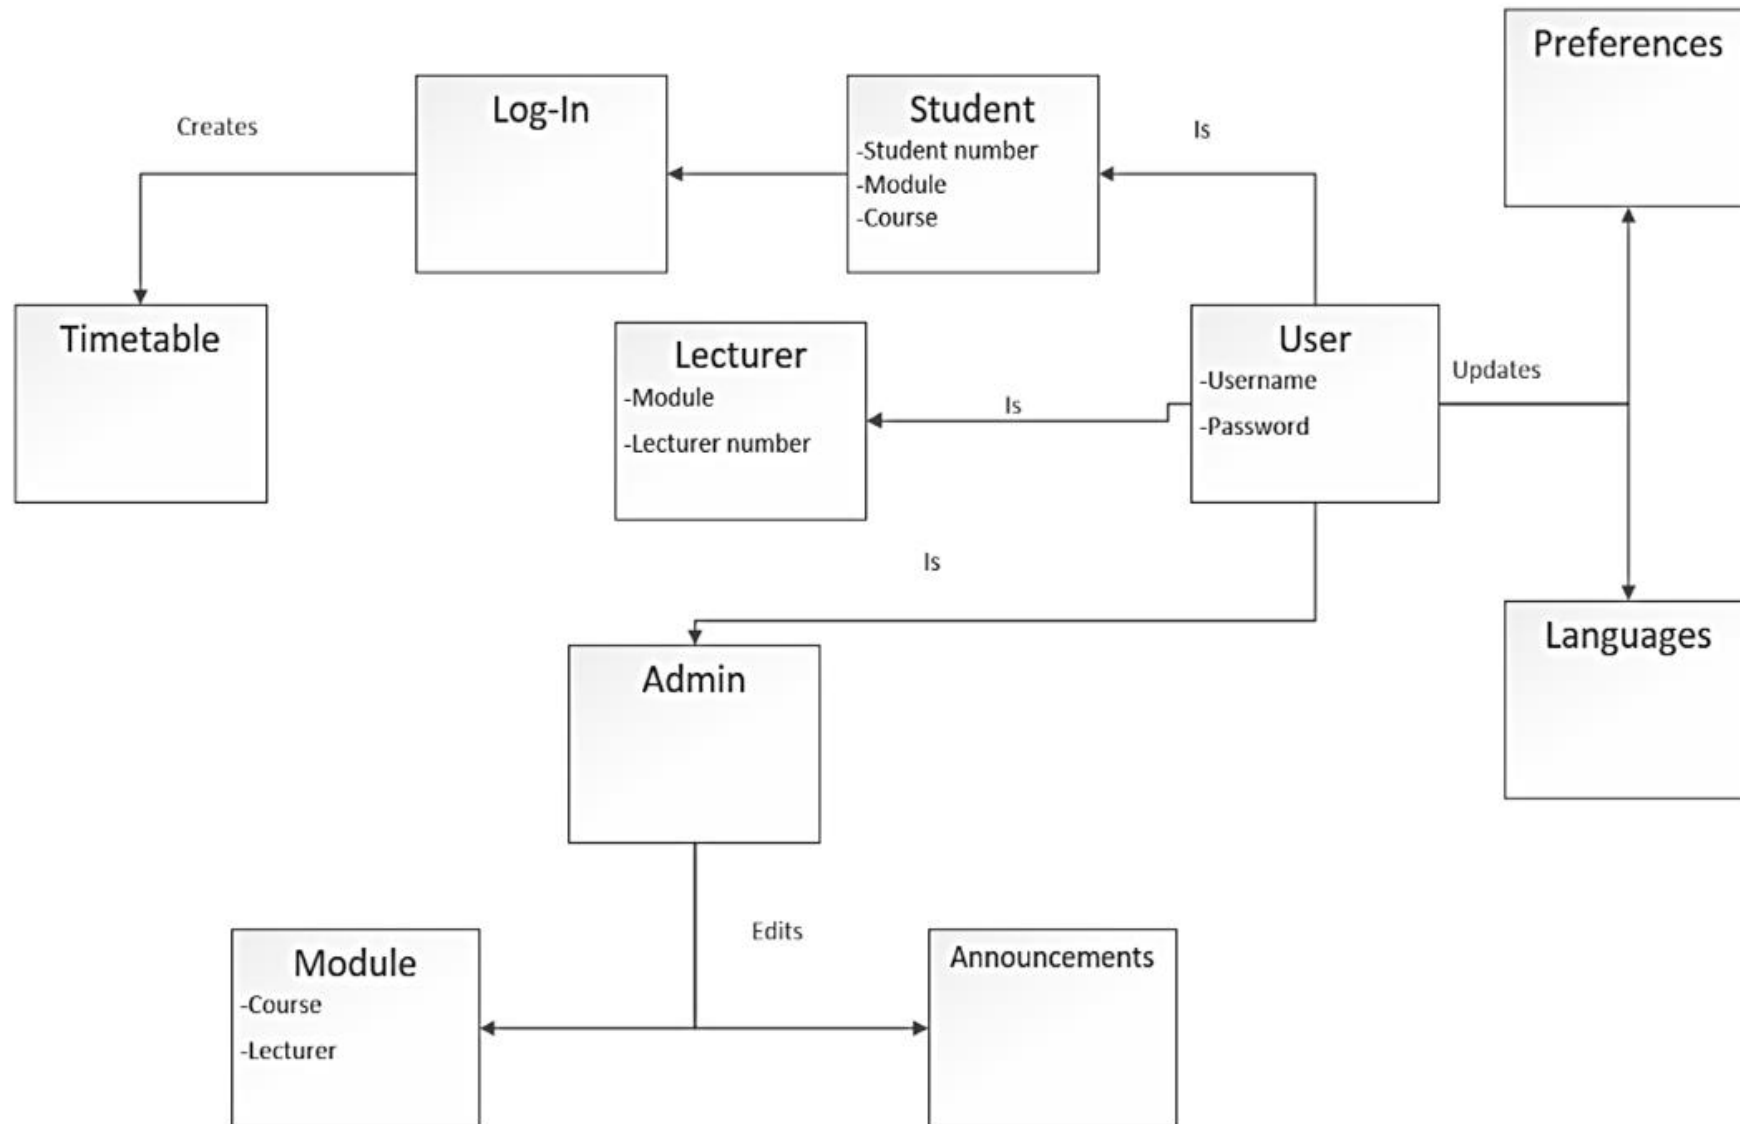 Preferences
Log-In
Student
-Student number
-Module
-Course
Creates
Is
Timetable
Lecturer
-Module
-Lecturer number
Is
User
-Username
-Password
Updates
Is
Admin
Languages
Edits
Module
-Course
-Lecturer
Announcements